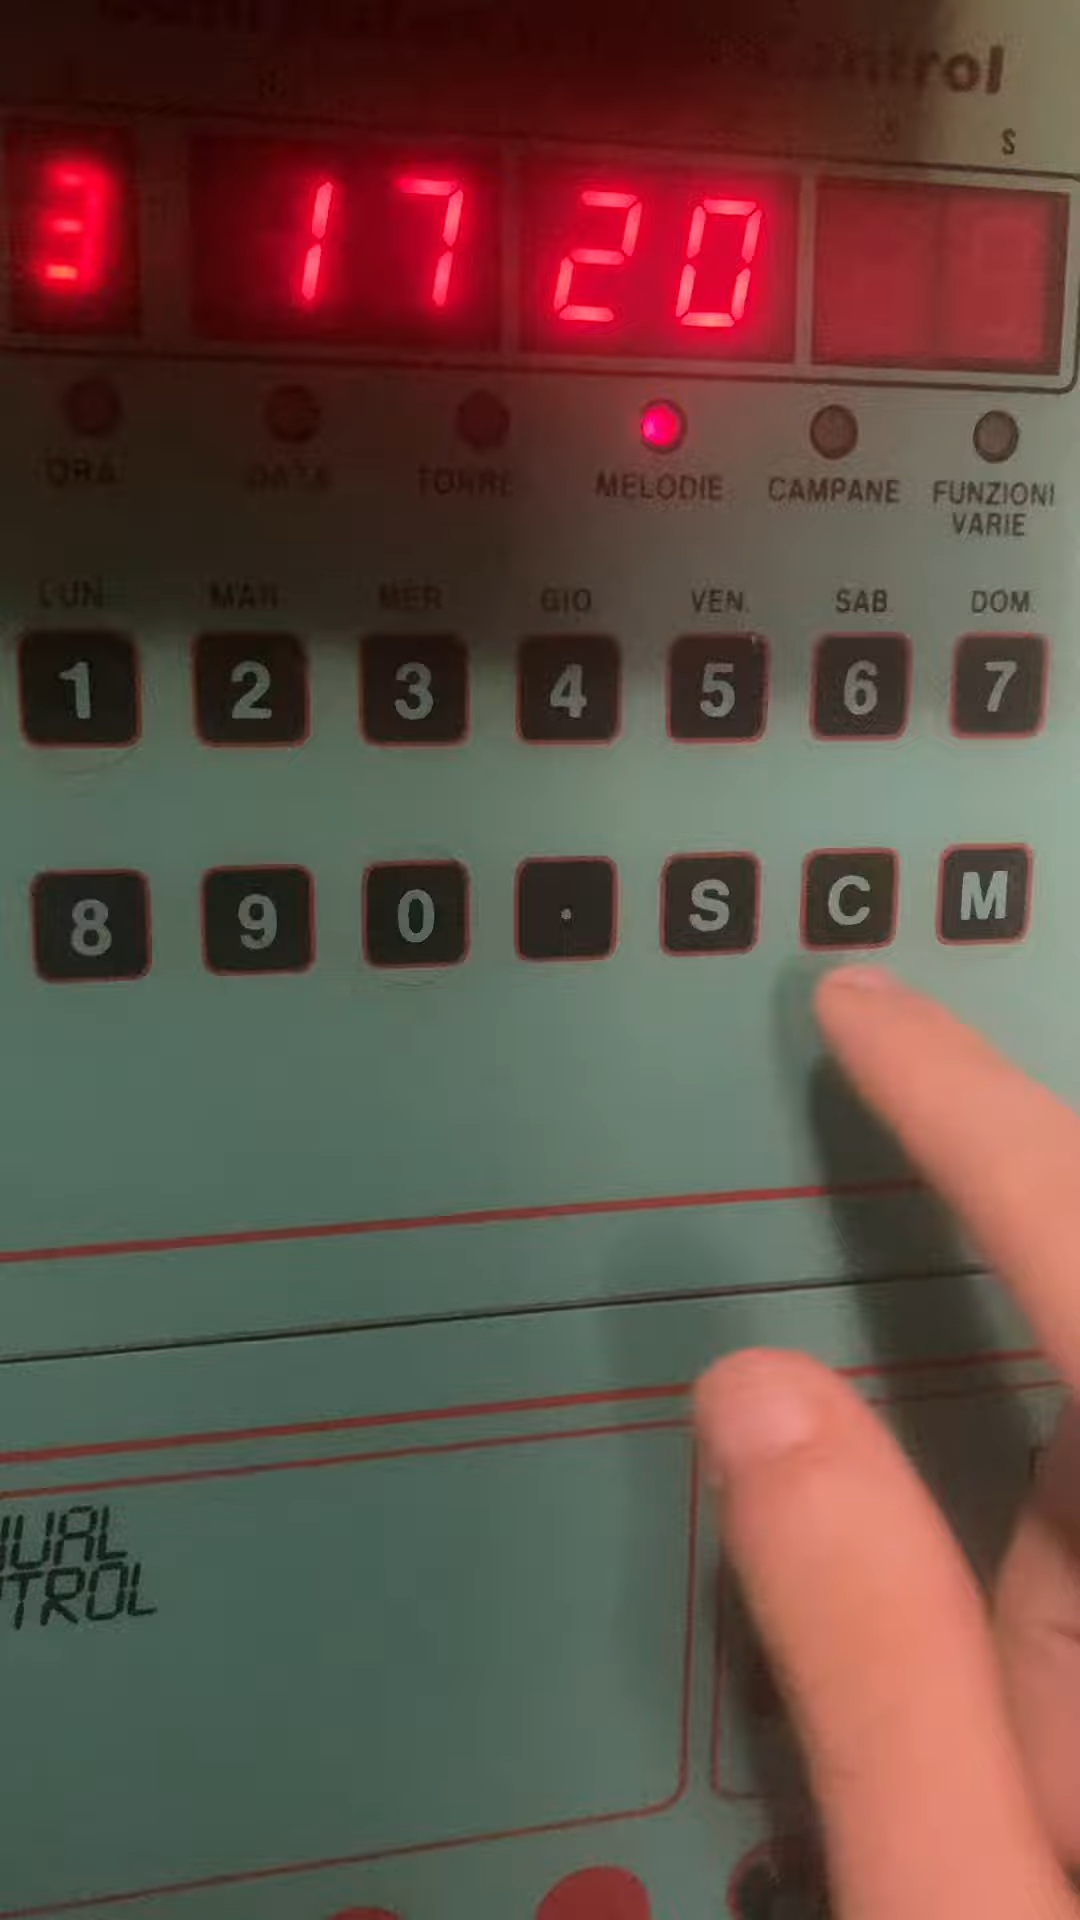 ntrol
S
3 17 20
ORA DATA TORRE MELODIE CAMPANE FUNZIONI
VARIE
LUN MAR MER GIO VEN. SAB. DOM.
1 2 3 4 5 6 7
8 9 0 . S C M
UAL
TROL